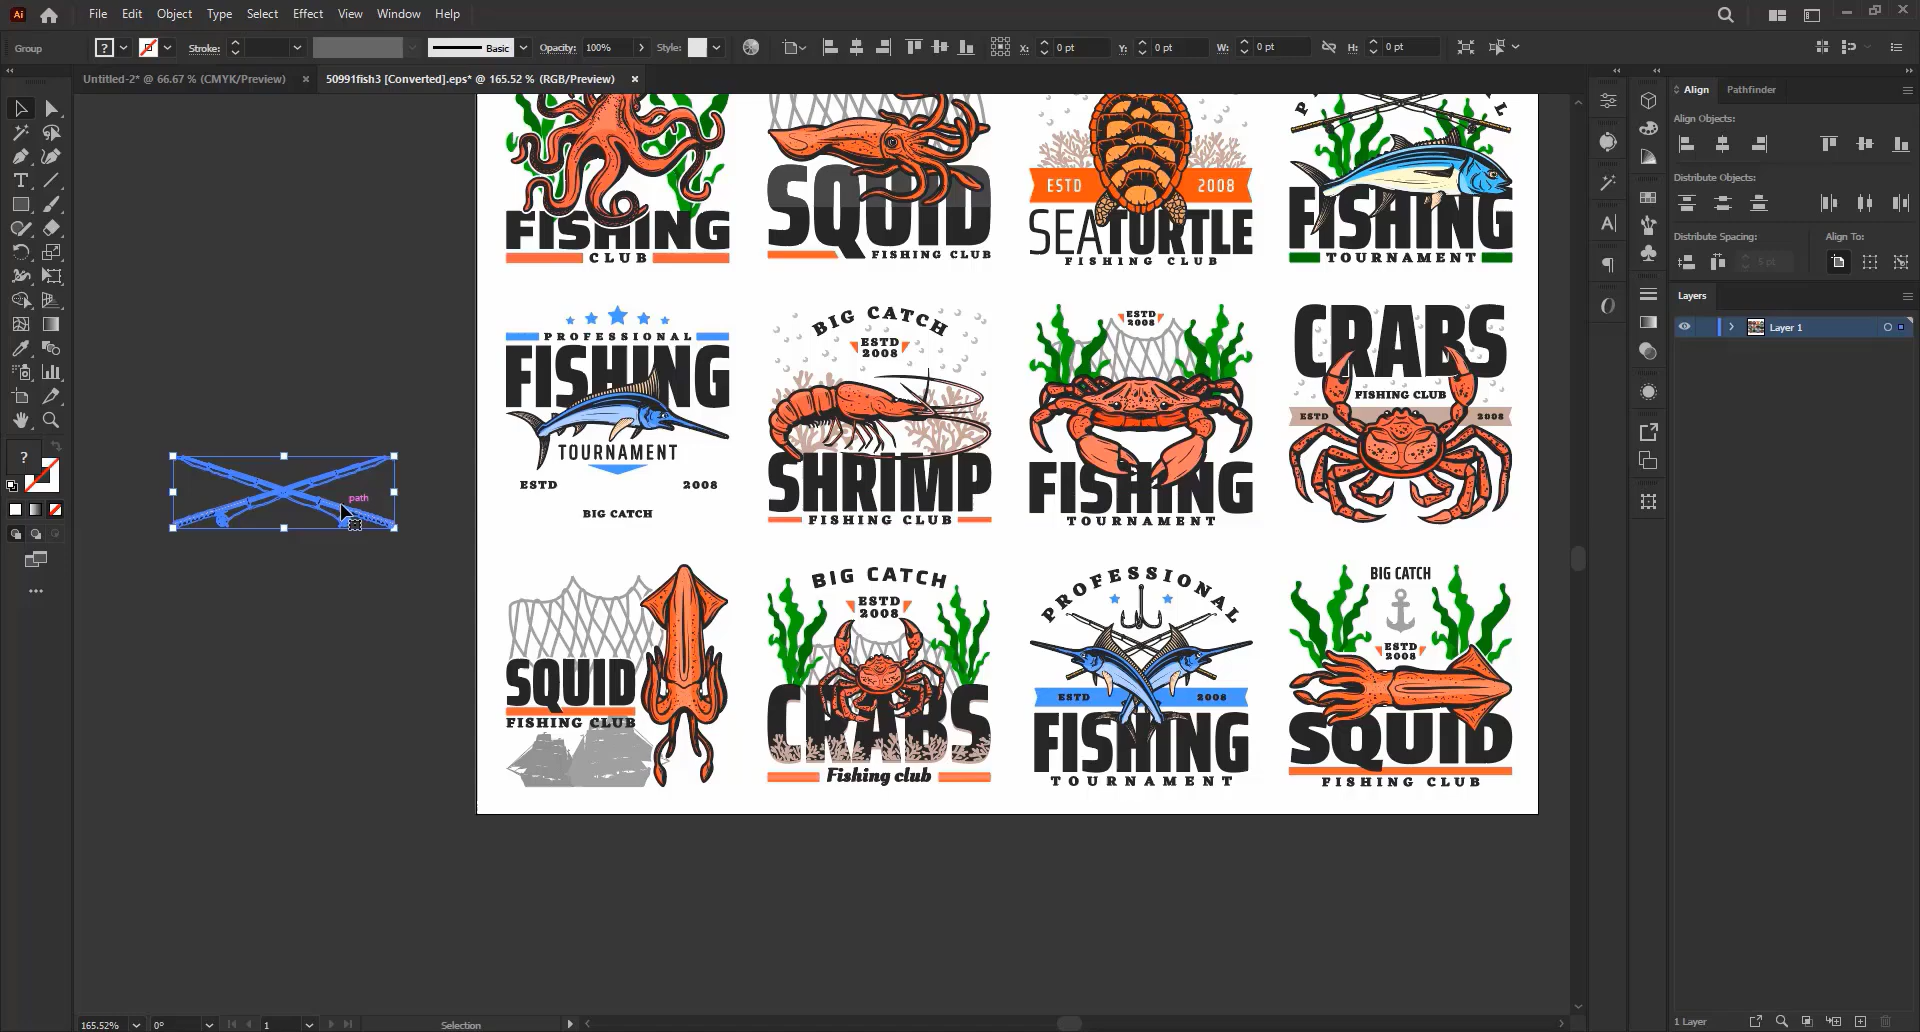 Ai
File Edit Object Type Select Effect View Window Help
Group
?
Stroke:
Basic
Opacity: 100%
Style:
X: 0 pt
Y: 0 pt
W: 0 pt
H: 0 pt
Untitled-2* @ 66.67 % (CMYK/Preview) ×
50991fish3 [Converted].eps* @ 165.52 % (RGB/Preview) ×
Align Pathfinder
Align Objects:
Distribute Objects:
Distribute Spacing: Align To:
5 pt
Layers
Layer 1
FISHING
CLUB
SQUID
FISHING CLUB
ESTD 2008
SEATURTLE
FISHING CLUB
FISHING
TOURNAMENT
PROFESSIONAL
FISHING
TOURNAMENT
ESTD 2008
BIG CATCH
BIG CATCH
ESTD
2008
SHRIMP
FISHING CLUB
ESTD
2008
FISHING
TOURNAMENT
CRABS
FISHING CLUB
ESTD 2008
path
?
SQUID
FISHING CLUB
BIG CATCH
ESTD
2008
CRABS
Fishing club
PROFESSIONAL
ESTD 2008
FISHING
TOURNAMENT
BIG CATCH
ESTD
2008
SQUID
FISHING CLUB
165.52% 0° 1 Selection
1 Layer